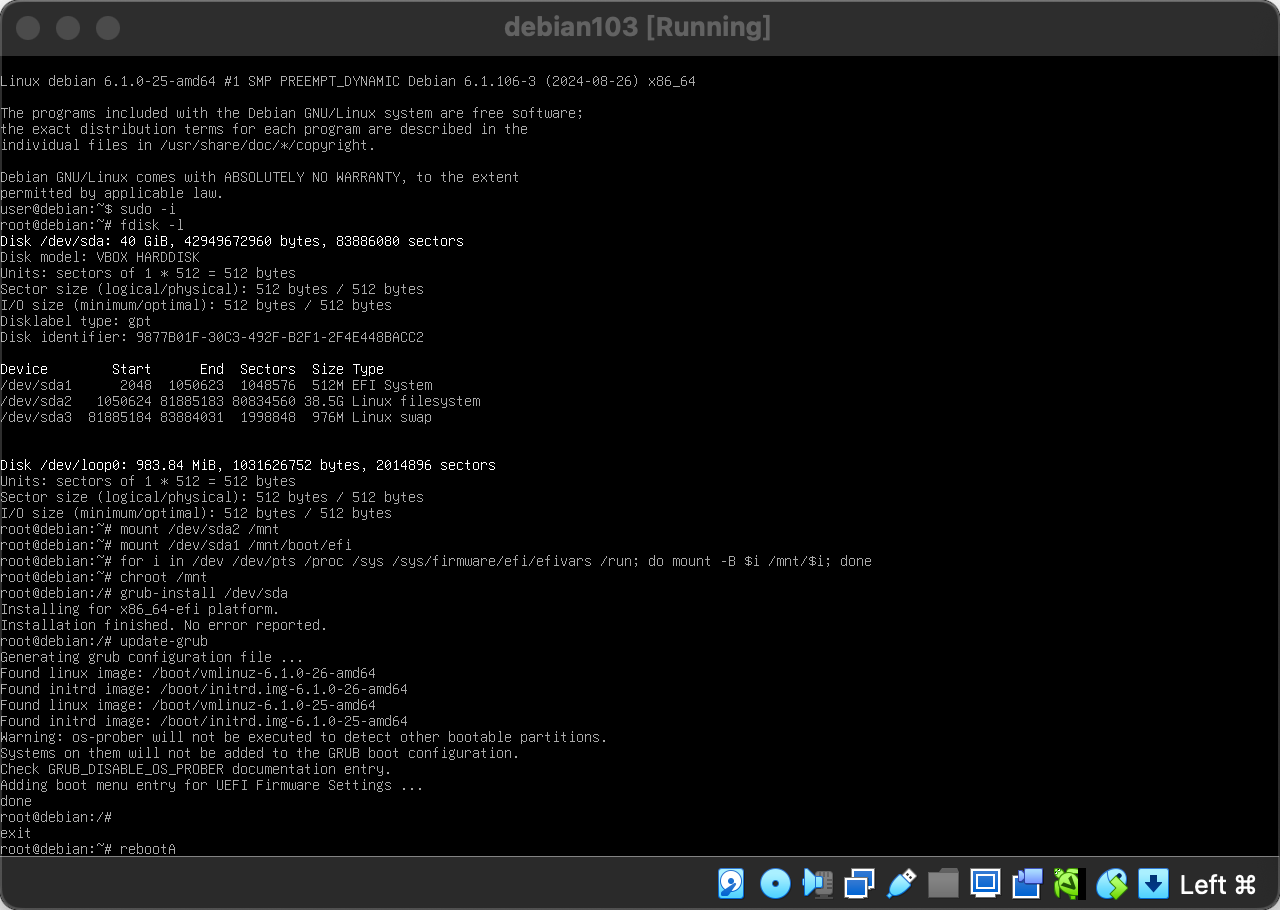 debian103 [Running]
Linux debian 6.1.0-25-amd64 #1 SMP PREEMPT_DYNAMIC Debian 6.1.106-3 (2024-08-26) x86_64
The programs included with the Debian GNU/Linux system are free software;
the exact distribution terms for each program are described in the
individual files in /usr/share/doc/*/copyright.
Debian GNU/Linux comes with ABSOLUTELY NO WARRANTY, to the extent
permitted by applicable law.
user@debian:~$ sudo -i
root@debian:~# fdisk -l
Disk /dev/sda: 40 GiB, 42949672960 bytes, 83886080 sectors
Disk model: VBOX HARDDISK
Units: sectors of 1 * 512 = 512 bytes
Sector size (logical/physical): 512 bytes / 512 bytes
I/O size (minimum/optimal): 512 bytes / 512 bytes
Disklabel type: gpt
Disk identifier: 9877B01F-30C3-492F-B2F1-2F4E448BACC2
Device        Start      End  Sectors  Size Type
/dev/sda1      2048  1050623  1048576  512M EFI System
/dev/sda2   1050624 81885183 80834560 38.5G Linux filesystem
/dev/sda3  81885184 83884031  1998848  976M Linux swap
Disk /dev/loop0: 983.84 MiB, 1031626752 bytes, 2014896 sectors
Units: sectors of 1 * 512 = 512 bytes
Sector size (logical/physical): 512 bytes / 512 bytes
I/O size (minimum/optimal): 512 bytes / 512 bytes
root@debian:~# mount /dev/sda2 /mnt
root@debian:~# mount /dev/sda1 /mnt/boot/efi
root@debian:~# for i in /dev /dev/pts /proc /sys /sys/firmware/efi/efivars /run; do mount -B $i /mnt/$i; done
root@debian:~# chroot /mnt
root@debian:/# grub-install /dev/sda
Installing for x86_64-efi platform.
Installation finished. No error reported.
root@debian:/# update-grub
Generating grub configuration file ...
Found linux image: /boot/vmlinuz-6.1.0-26-amd64
Found initrd image: /boot/initrd.img-6.1.0-26-amd64
Found linux image: /boot/vmlinuz-6.1.0-25-amd64
Found initrd image: /boot/initrd.img-6.1.0-25-amd64
Warning: os-prober will not be executed to detect other bootable partitions.
Systems on them will not be added to the GRUB boot configuration.
Check GRUB_DISABLE_OS_PROBER documentation entry.
Adding boot menu entry for UEFI Firmware Settings ...
done
root@debian:/#
exit
root@debian:~# rebootA
Left ⌘